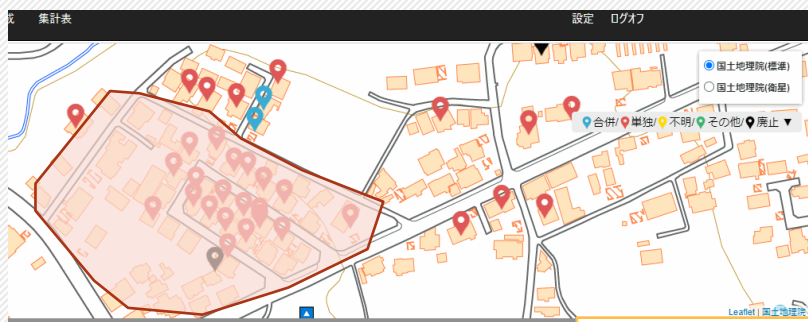 成 集計表 設定 ログオフ
国土地理院(標準)
国土地理院(衛星)
合併/ 単独/ 不明/ その他/ 廃止 ▼
Leaflet | 国土地理院